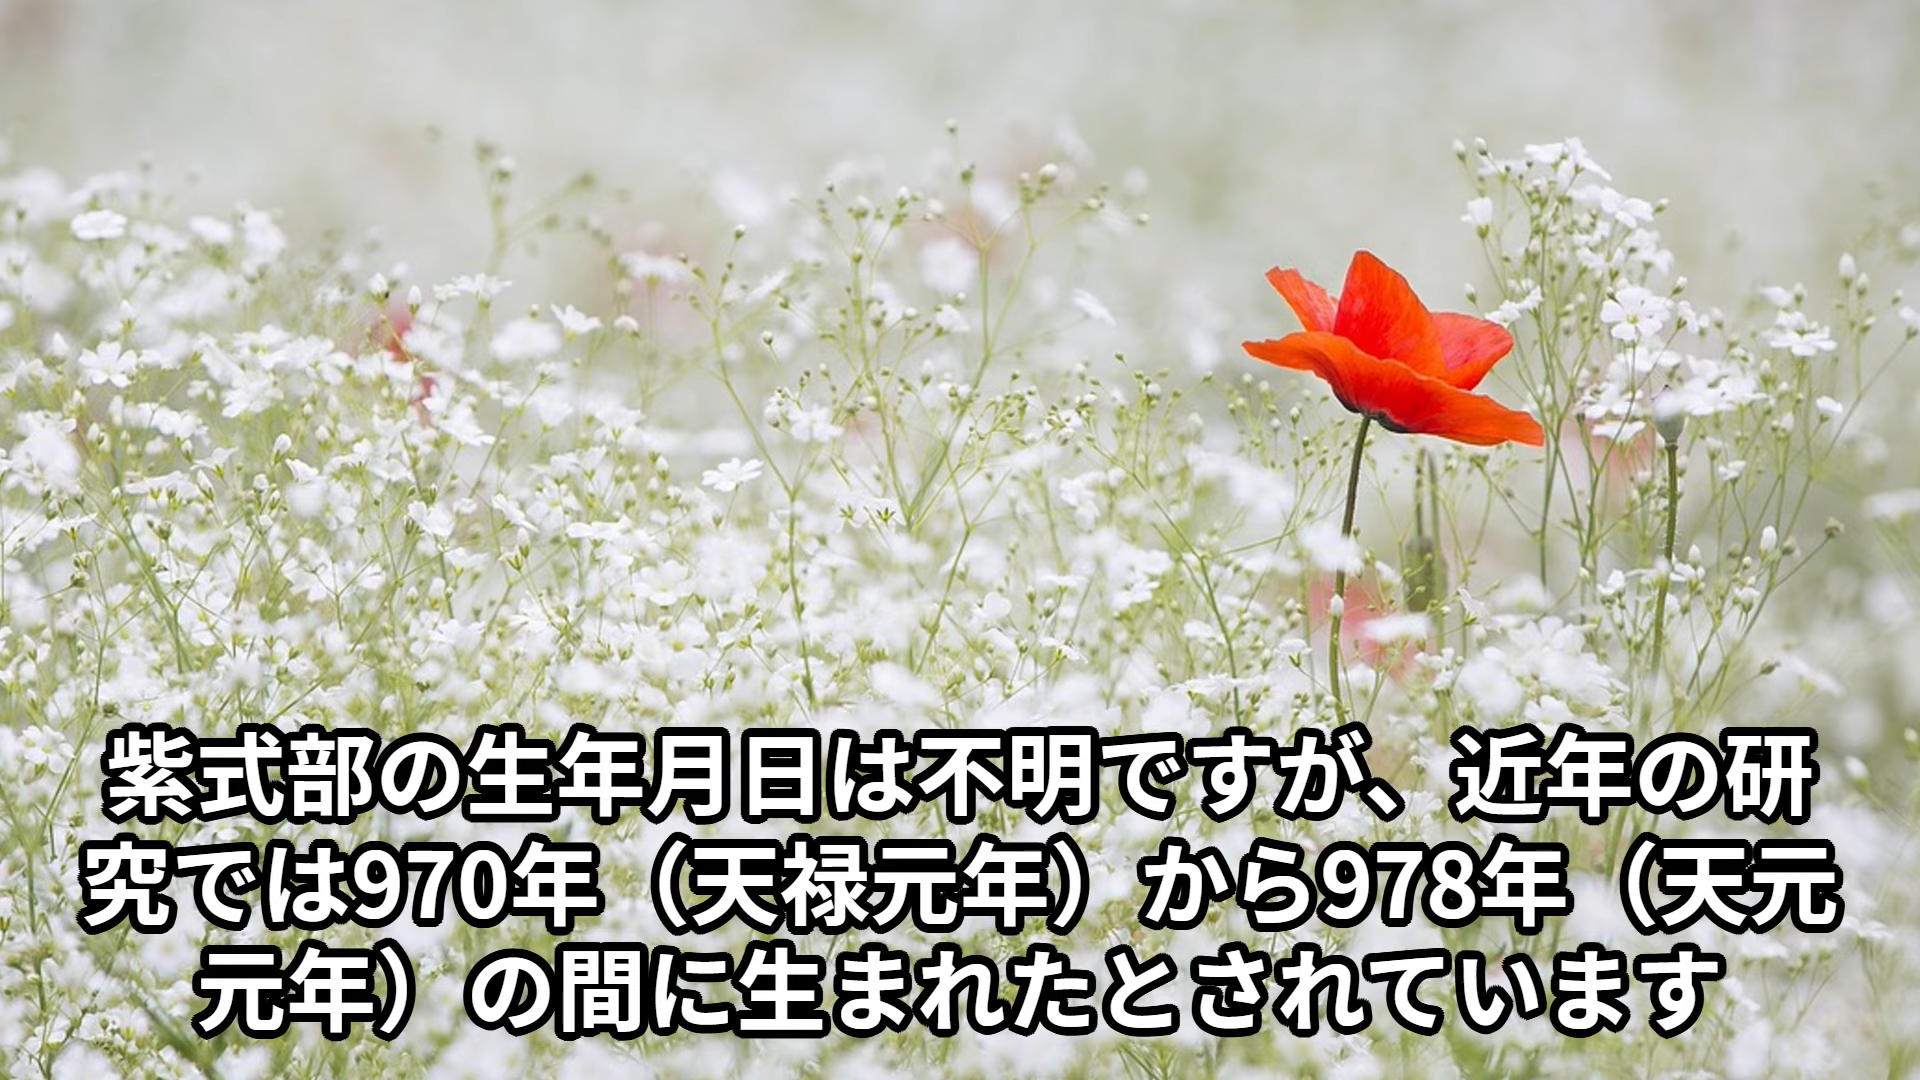 紫式部の生年月日は不明ですが、近年の研
究では970年（天禄元年）から978年（天元
元年）の間に生まれたとされています